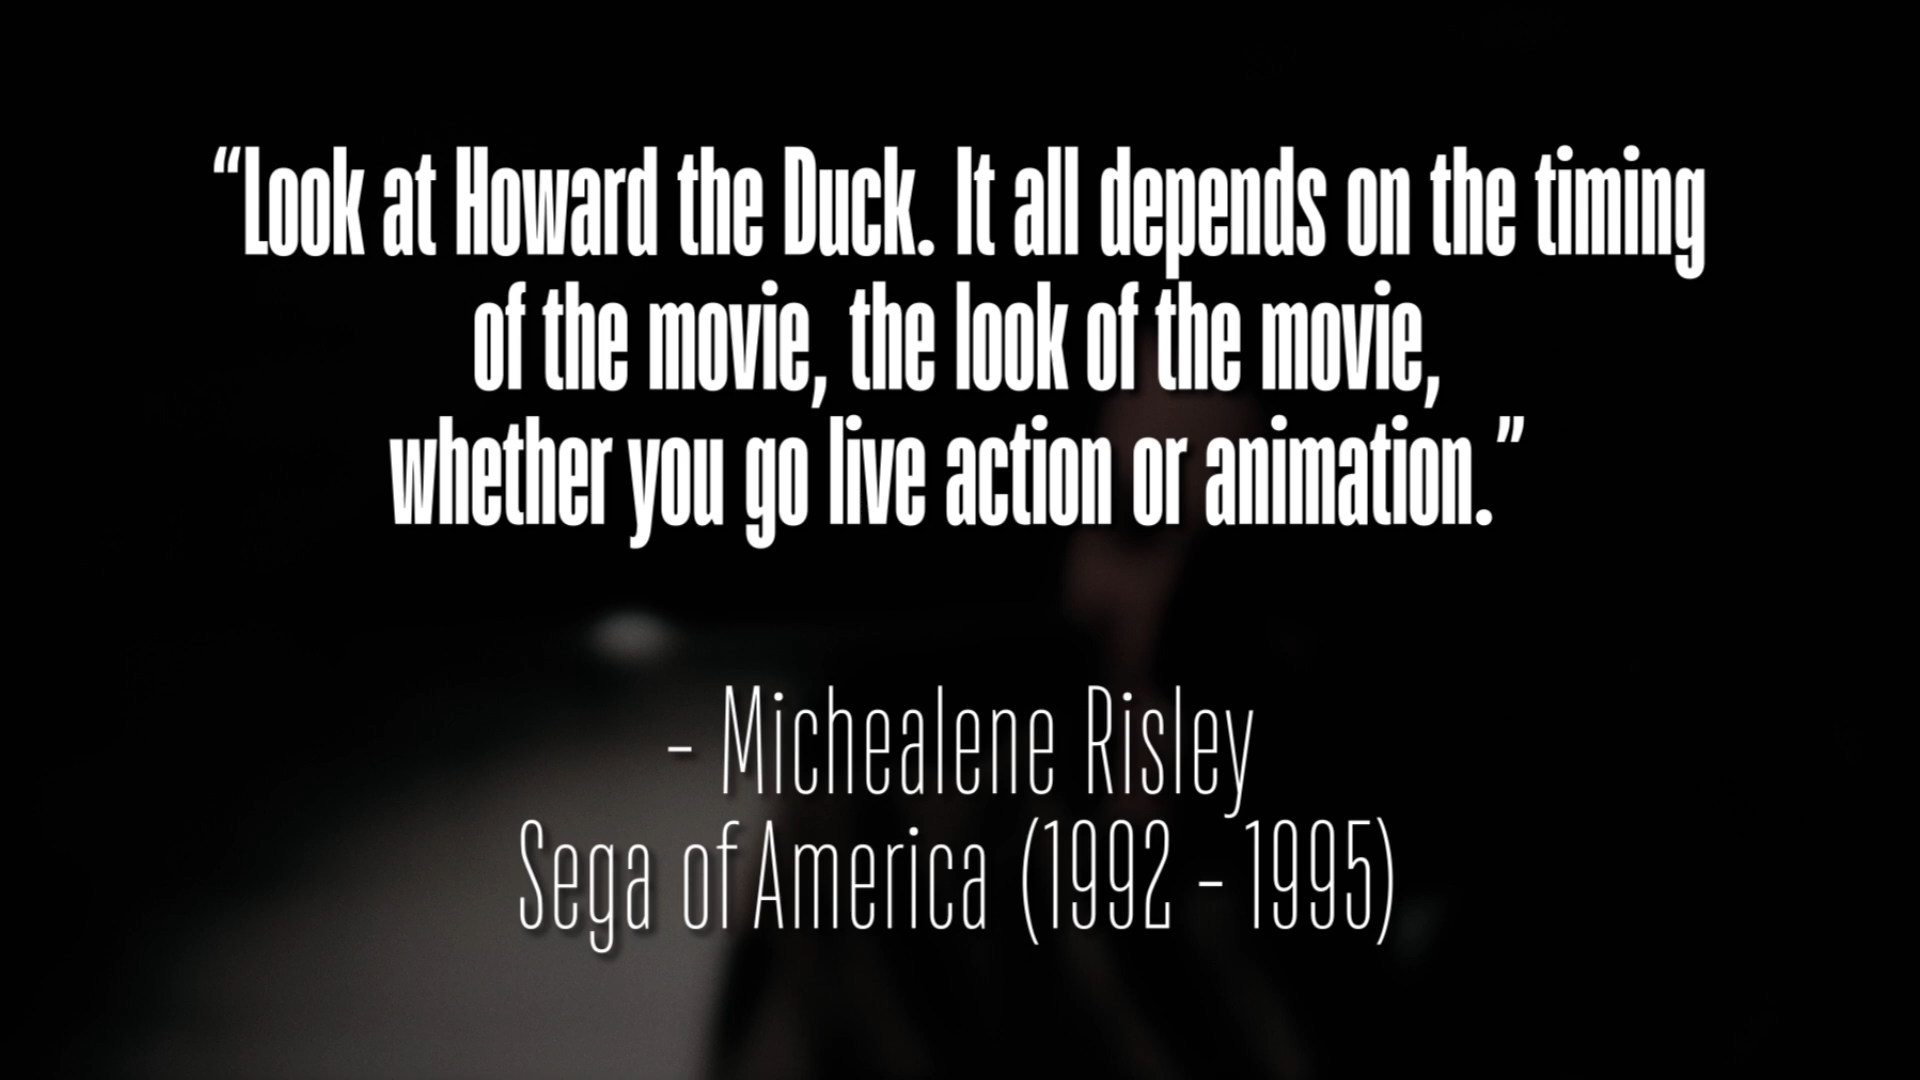 “Look at Howard the Duck. It all depends on the timing
of the movie, the look of the movie,
whether you go live action or animation.”
- Michealene Risley
Sega of America (1992 - 1995)